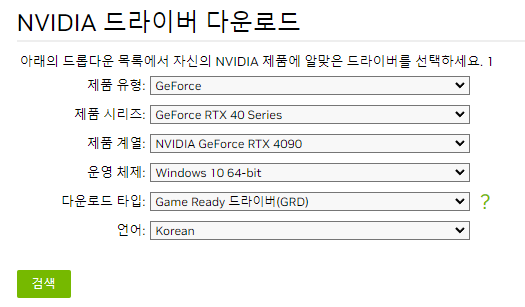 NVIDIA 드라이버 다운로드
아래의 드롭다운 목록에서 자신의 NVIDIA 제품에 알맞은 드라이버를 선택하세요. 1
제품 유형: GeForce
제품 시리즈: GeForce RTX 40 Series
제품 계열: NVIDIA GeForce RTX 4090
운영 체제: Windows 10 64-bit
다운로드 타입: Game Ready 드라이버(GRD) ?
언어: Korean
검색